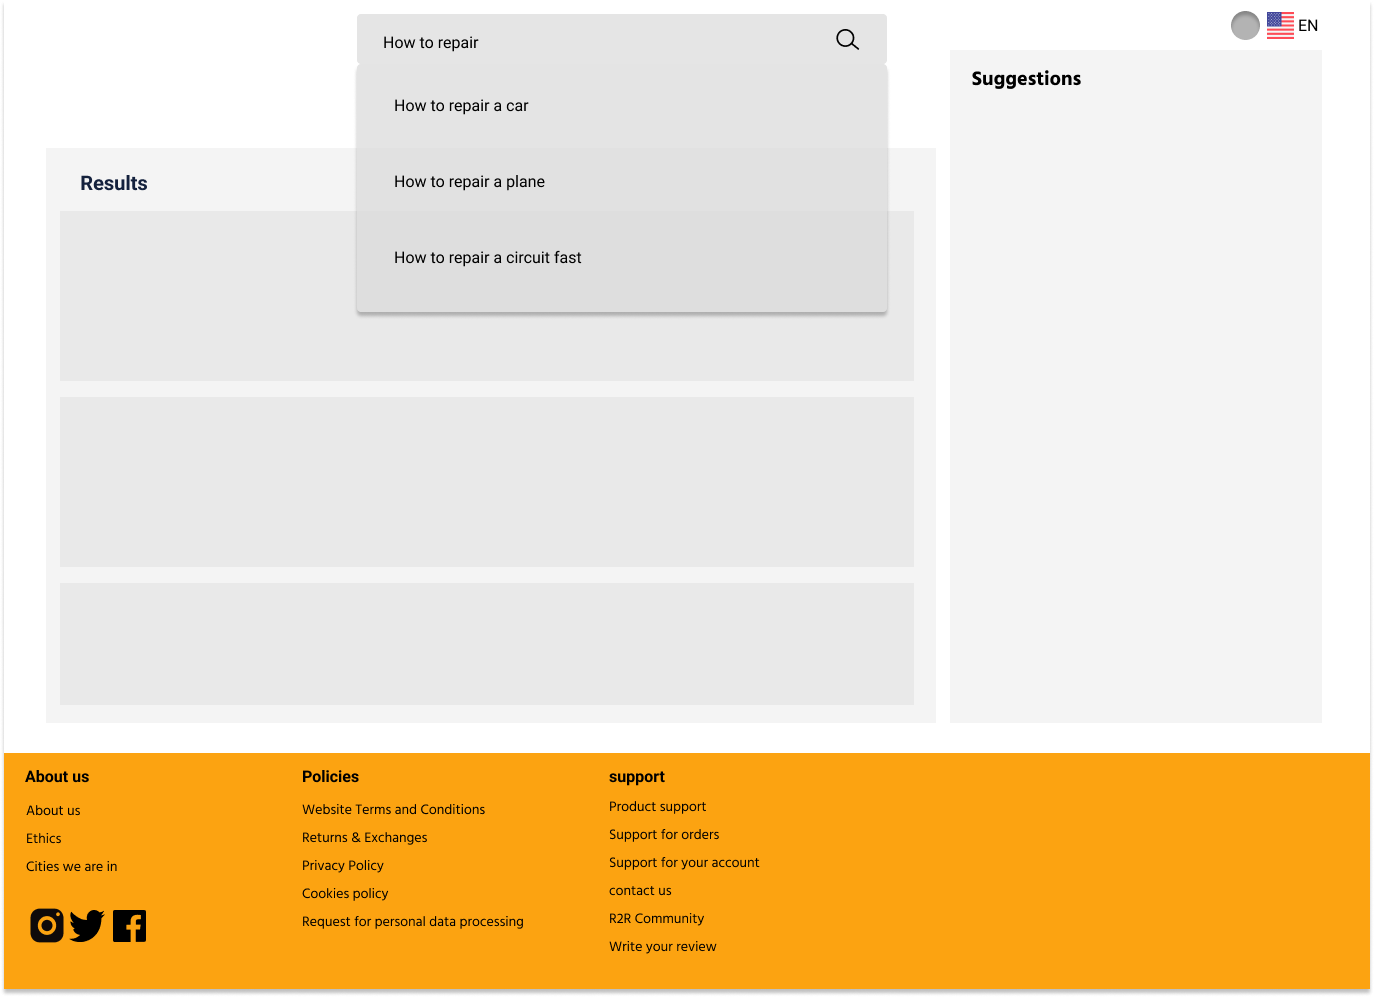 How to repair
EN
Suggestions
How to repair a car
How to repair a plane
How to repair a circuit fast
Results
About us
About us
Ethics
Cities we are in
Policies
Website Terms and Conditions
Returns & Exchanges
Privacy Policy
Cookies policy
Request for personal data processing
support
Product support
Support for orders
Support for your account
contact us
R2R Community
Write your review